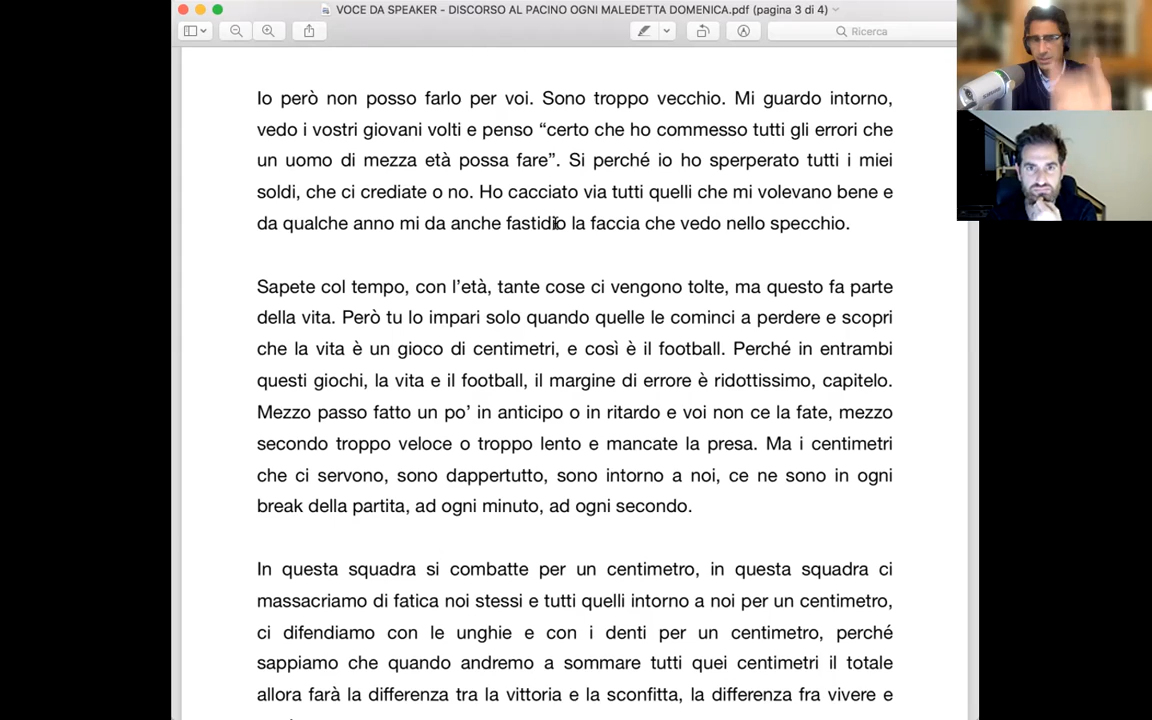 VOCE DA SPEAKER - DISCORSO AL PACINO OGNI MALEDETTA DOMENICA.pdf (pagina 3 di 4)
Ricerca
Io però non posso farlo per voi. Sono troppo vecchio. Mi guardo intorno,
vedo i vostri giovani volti e penso “certo che ho commesso tutti gli errori che
un uomo di mezza età possa fare”. Si perché io ho sperperato tutti i miei
soldi, che ci crediate o no. Ho cacciato via tutti quelli che mi volevano bene e
da qualche anno mi da anche fastidio la faccia che vedo nello specchio.
Sapete col tempo, con l’età, tante cose ci vengono tolte, ma questo fa parte
della vita. Però tu lo impari solo quando quelle le cominci a perdere e scopri
che la vita è un gioco di centimetri, e così è il football. Perché in entrambi
questi giochi, la vita e il football, il margine di errore è ridottissimo, capitelo.
Mezzo passo fatto un po’ in anticipo o in ritardo e voi non ce la fate, mezzo
secondo troppo veloce o troppo lento e mancate la presa. Ma i centimetri
che ci servono, sono dappertutto, sono intorno a noi, ce ne sono in ogni
break della partita, ad ogni minuto, ad ogni secondo.
In questa squadra si combatte per un centimetro, in questa squadra ci
massacriamo di fatica noi stessi e tutti quelli intorno a noi per un centimetro,
ci difendiamo con le unghie e con i denti per un centimetro, perché
sappiamo che quando andremo a sommare tutti quei centimetri il totale
allora farà la differenza tra la vittoria e la sconfitta, la differenza fra vivere e